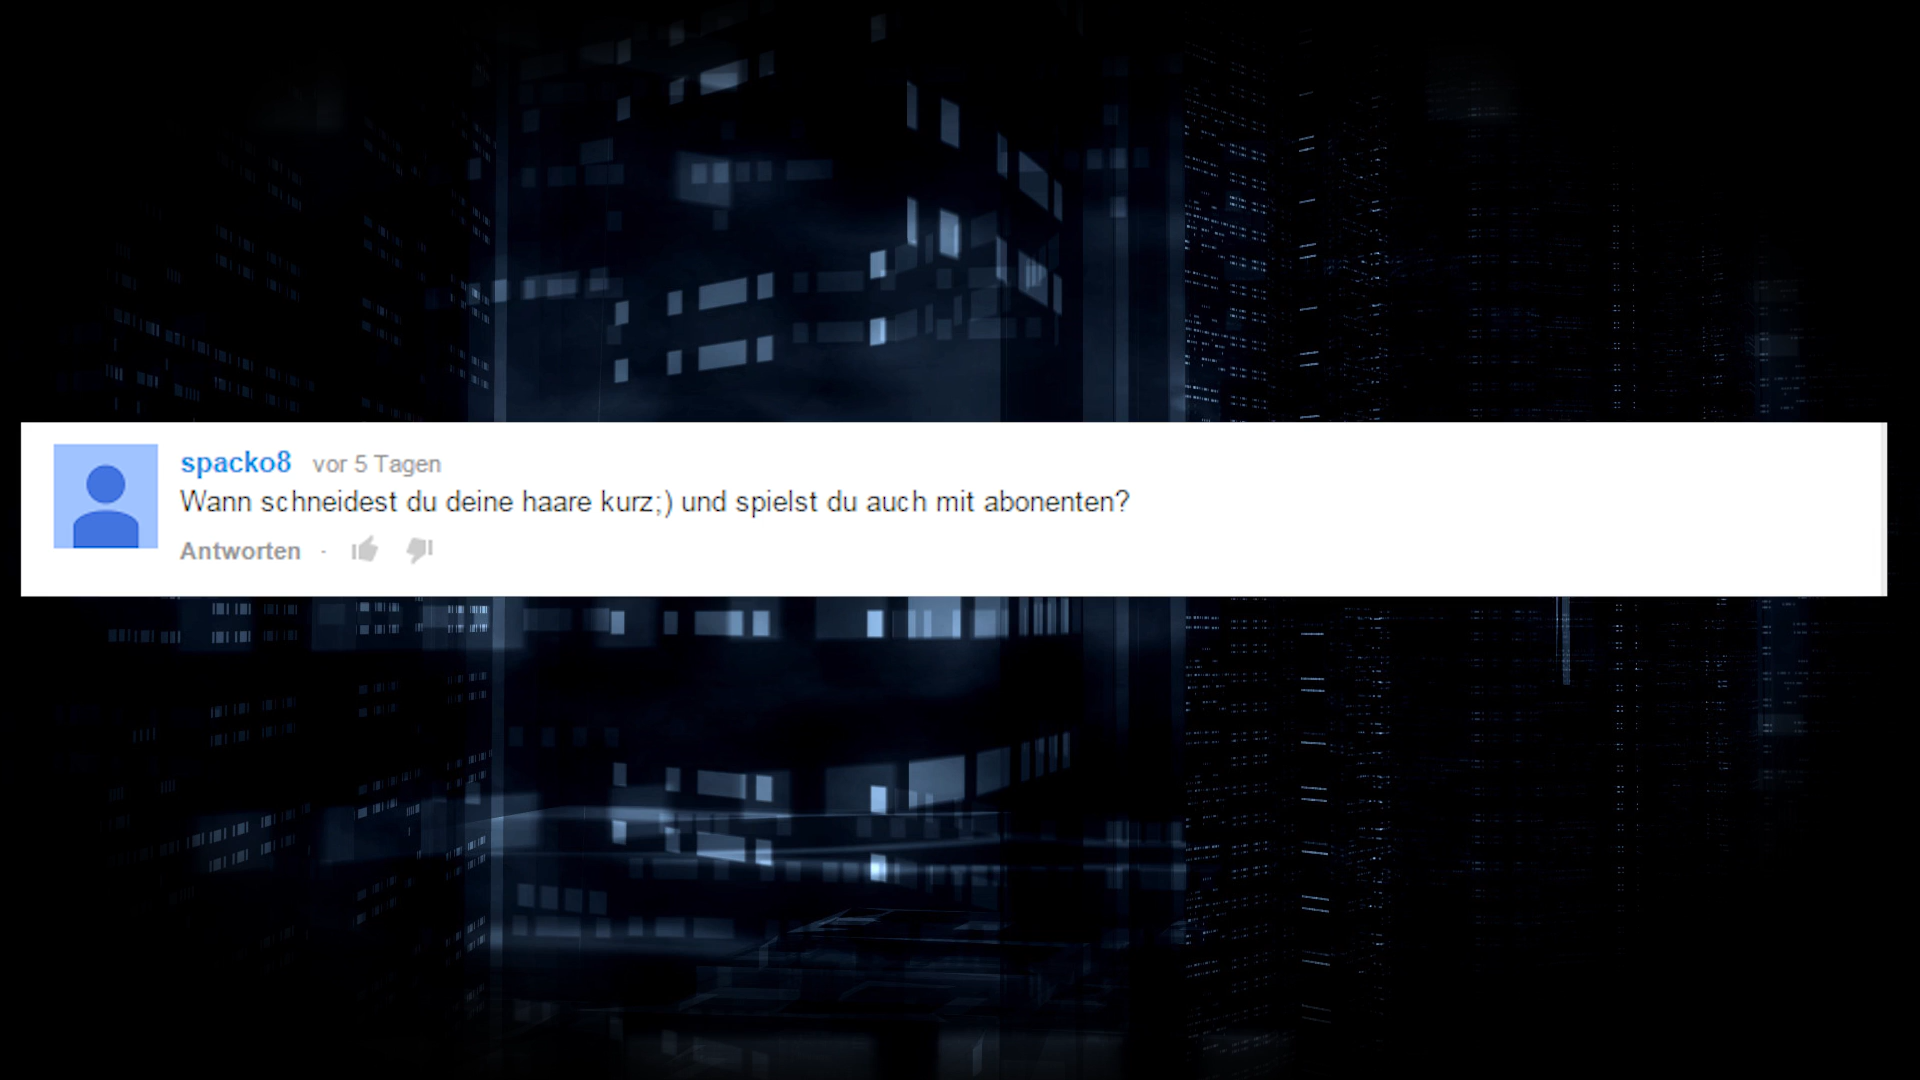 spacko8 vor 5 Tagen
Wann schneidest du deine haare kurz;) und spielst du auch mit abonenten?
Antworten ·